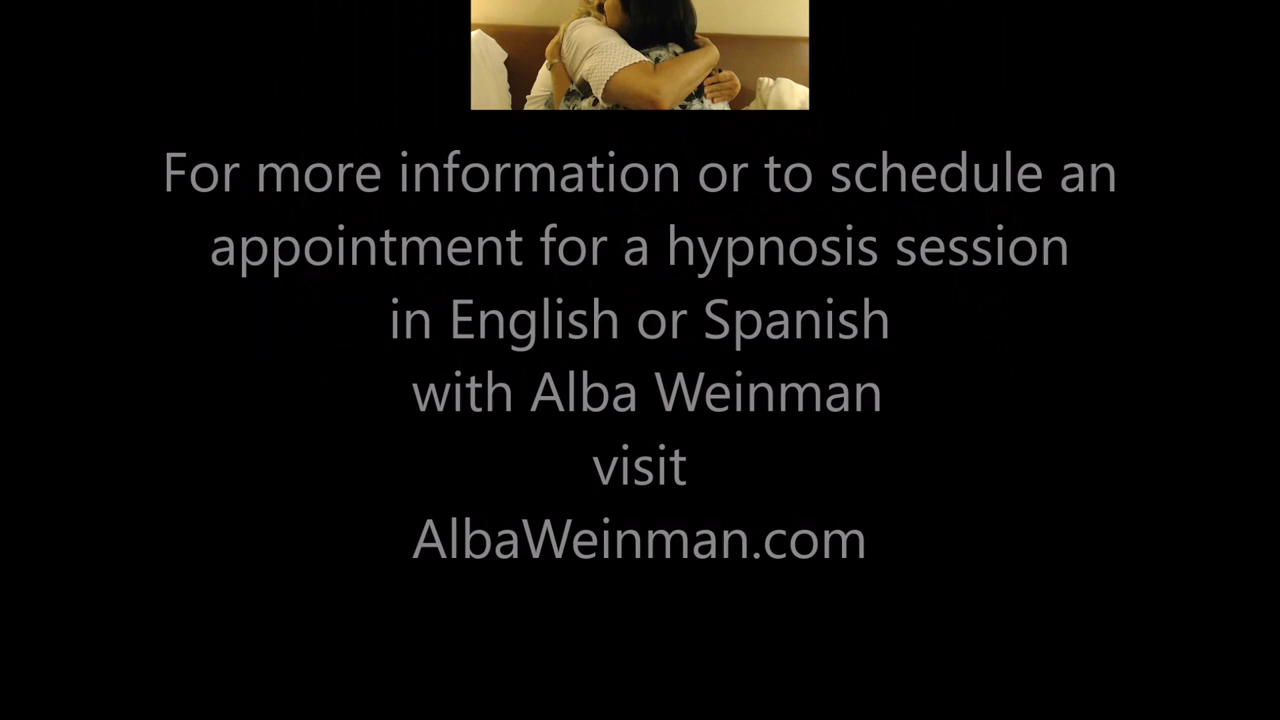 For more information or to schedule an
appointment for a hypnosis session
in English or Spanish
with Alba Weinman
visit
AlbaWeinman.com